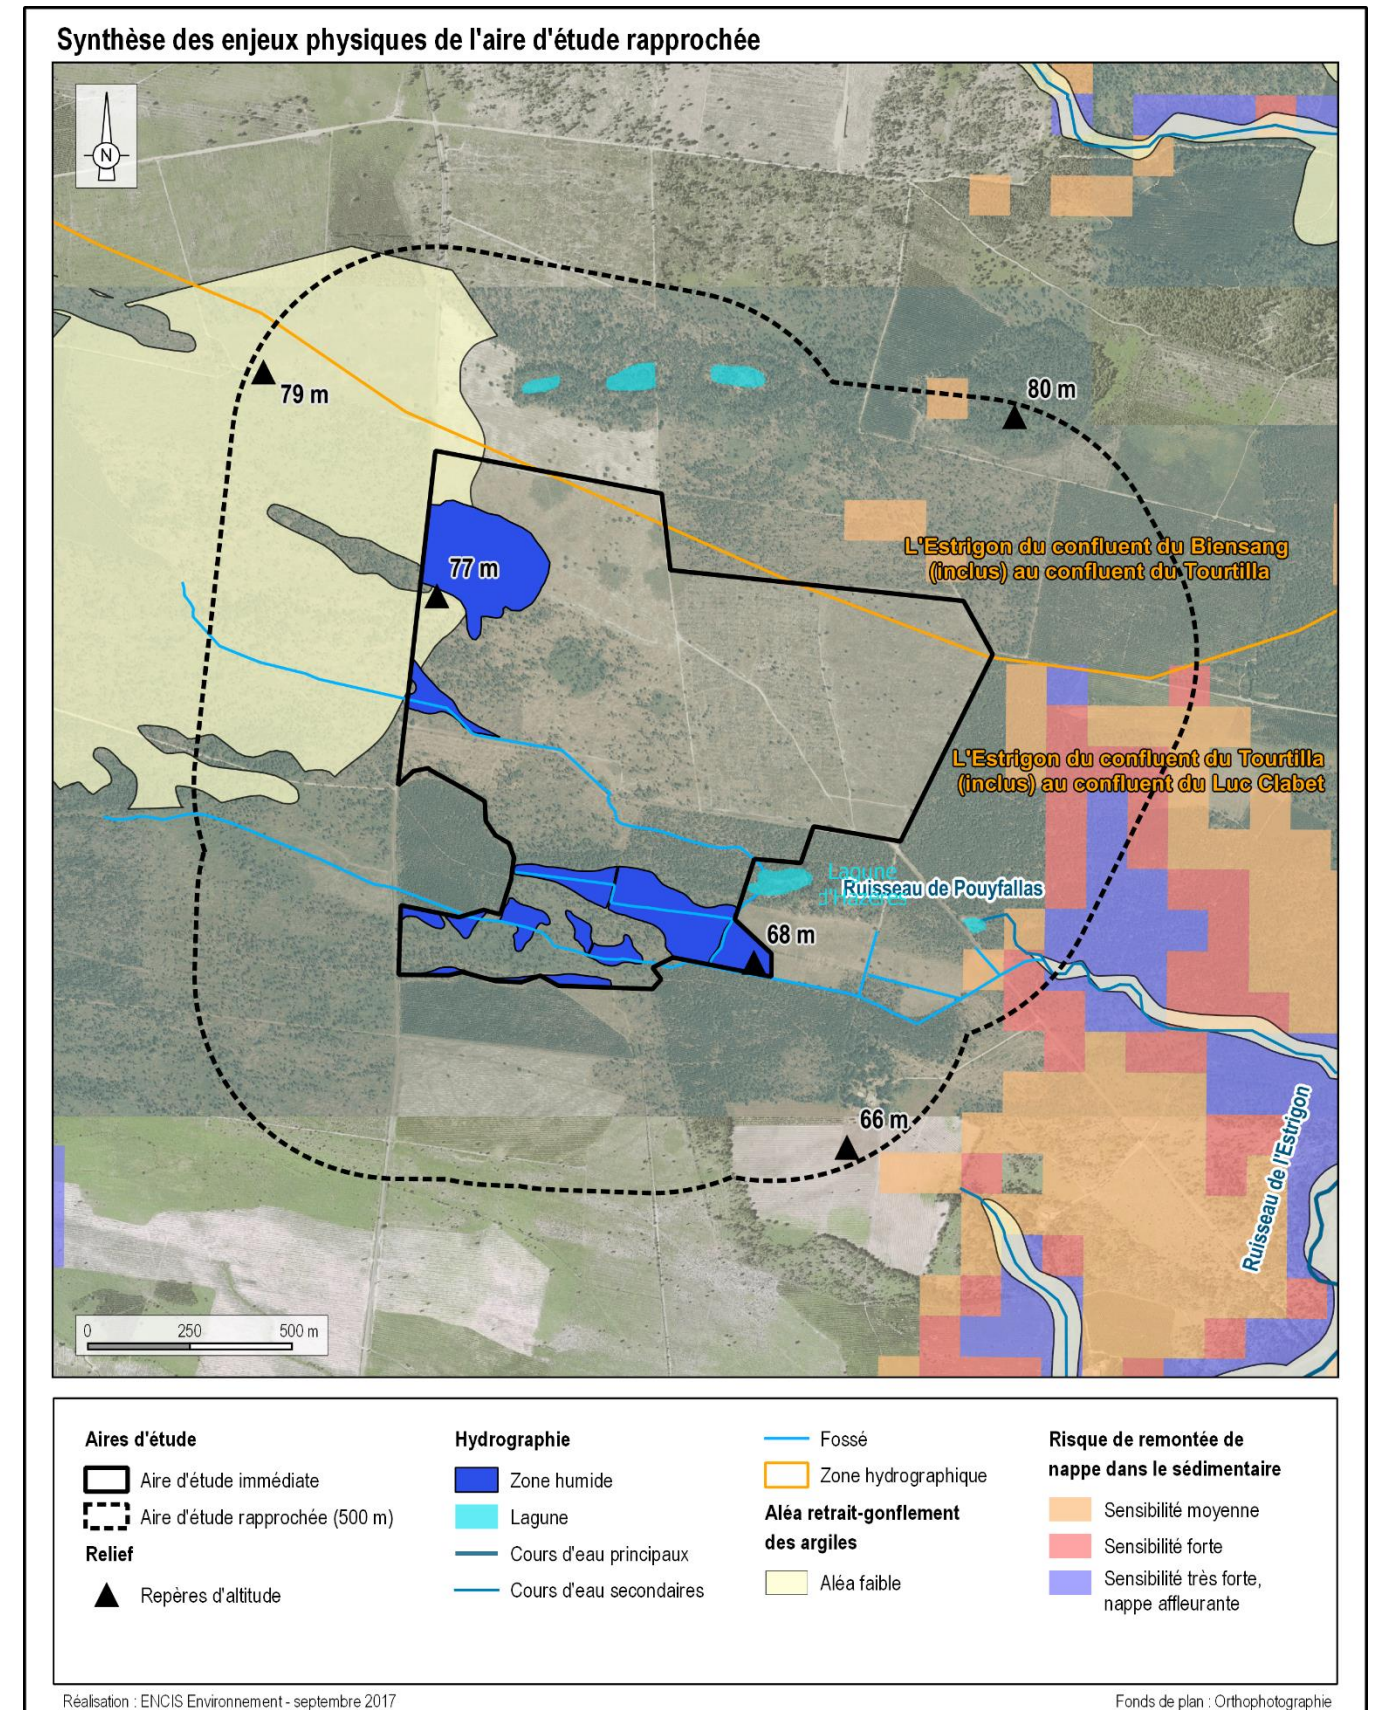 Synthèse des enjeux physiques de l'aire d'étude rapprochée
N
79 m
80 m
77 m
L'Estrigon du confluent du Biensang
(inclus) au confluent du Tourtilla
L'Estrigon du confluent du Tourtilla
(inclus) au confluent du Luc Clabet
Lagune
d'Hazères
Ruisseau de Pouyfallas
68 m
66 m
Ruisseau de l'Estrigon
0 250 500 m
Aires d'étude
Aire d'étude immédiate
Aire d'étude rapprochée (500 m)
Relief
Repères d'altitude
Hydrographie
Zone humide
Lagune
Cours d'eau principaux
Cours d'eau secondaires
Fossé
Zone hydrographique
Aléa retrait-gonflement
des argiles
Aléa faible
Risque de remontée de
nappe dans le sédimentaire
Sensibilité moyenne
Sensibilité forte
Sensibilité très forte,
nappe affleurante
Réalisation : ENCIS Environnement - septembre 2017
Fonds de plan : Orthophotographie